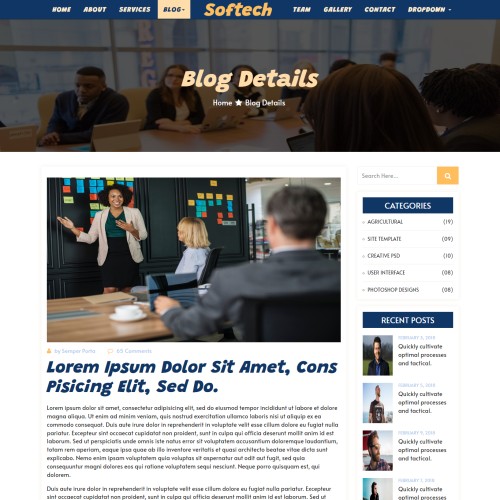 HOME ABOUT SERVICES BLOG Softech TEAM GALLERY CONTACT DROPDOWN
Blog Details
Home Blog Details
Search Here...
CATEGORIES
AGRICULTURAL (19)
SITE TEMPLATE (09)
CREATIVE PSD (10)
USER INTERFACE (08)
PHOTOSHOP DESIGNS (08)
RECENT POSTS
FEBRUARY 5, 2018
Quickly cultivate
optimal processes
and tactical.
Quickly cultivate
optimal processes
and tactical.
Quickly cultivate
optimal processes
and tactical.
Quickly cultivate
optimal processes
by Semper Porta 05 Comments
Lorem Ipsum Dolor Sit Amet, Cons
Pisicing Elit, Sed Do.
Lorem ipsum dolor sit amet, consectetur adipisicing elit, sed do eiusmod tempor incididunt ut labore et dolore
magna aliqua. Ut enim ad minim veniam, quis nostrud exercitation ullamco laboris nisi ut aliquip ex ea
commodo consequat. Duis aute irure dolor in reprehenderit in voluptate velit esse cillum dolore eu fugiat nulla
pariatur. Excepteur sint occaecat cupidatat non proident, sunt in culpa qui officia deserunt mollit anim id est
laborum. Sed ut perspiciatis unde omnis iste natus error sit voluptatem accusantium doloremque laudantium,
totam rem aperiam, eaque ipsa quae ab illo inventore veritatis et quasi architecto beatae vitae dicta sunt
explicabo. Nemo enim ipsam voluptatem quia voluptas sit aspernatur aut odit aut fugit, sed quia
consequuntur magni dolores eos qui ratione voluptatem sequi nesciunt. Neque porro quisquam est, qui
dolorem.
Duis aute irure dolor in reprehenderit in voluptate velit esse cillum dolore eu fugiat nulla pariatur. Excepteur
sint occaecat cupidatat non proident, sunt in culpa qui officia deserunt mollit anim id est laborum. Sed ut